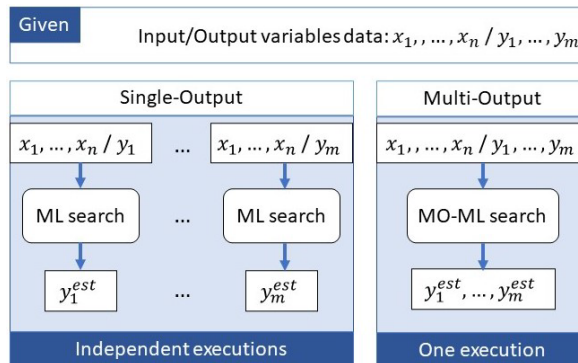 Given
Input/Output variables data: x₁,, …, xₙ / y₁, …, yₘ
Single-Output
x₁, …, xₙ / y₁ … x₁, …, xₙ / yₘ
ML search … ML search
y₁ᵉˢᵗ … yₘᵉˢᵗ
Independent executions
Multi-Output
x₁,, …, xₙ / y₁, …, yₘ
MO-ML search
y₁ᵉˢᵗ, …, yₘᵉˢᵗ
One execution